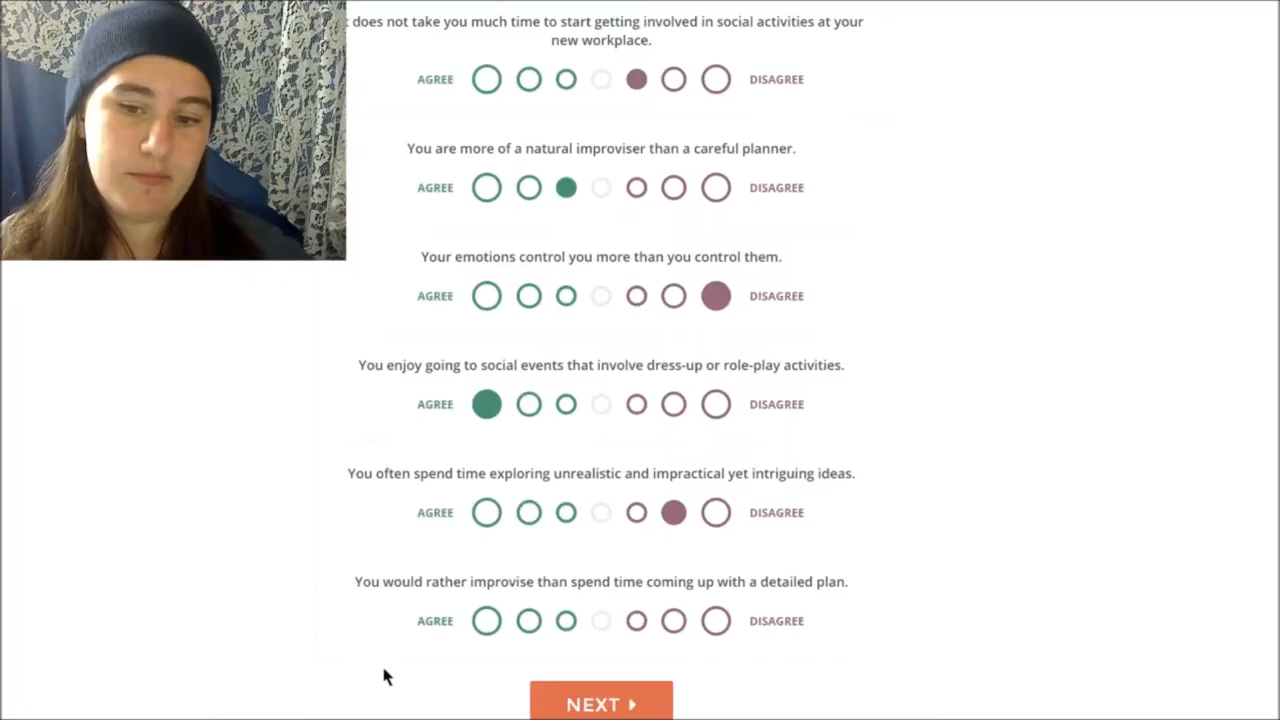 does not take you much time to start getting involved in social activities at your
new workplace.
AGREE DISAGREE
You are more of a natural improviser than a careful planner.
AGREE DISAGREE
Your emotions control you more than you control them.
AGREE DISAGREE
You enjoy going to social events that involve dress-up or role-play activities.
AGREE DISAGREE
You often spend time exploring unrealistic and impractical yet intriguing ideas.
AGREE DISAGREE
You would rather improvise than spend time coming up with a detailed plan.
AGREE DISAGREE
NEXT